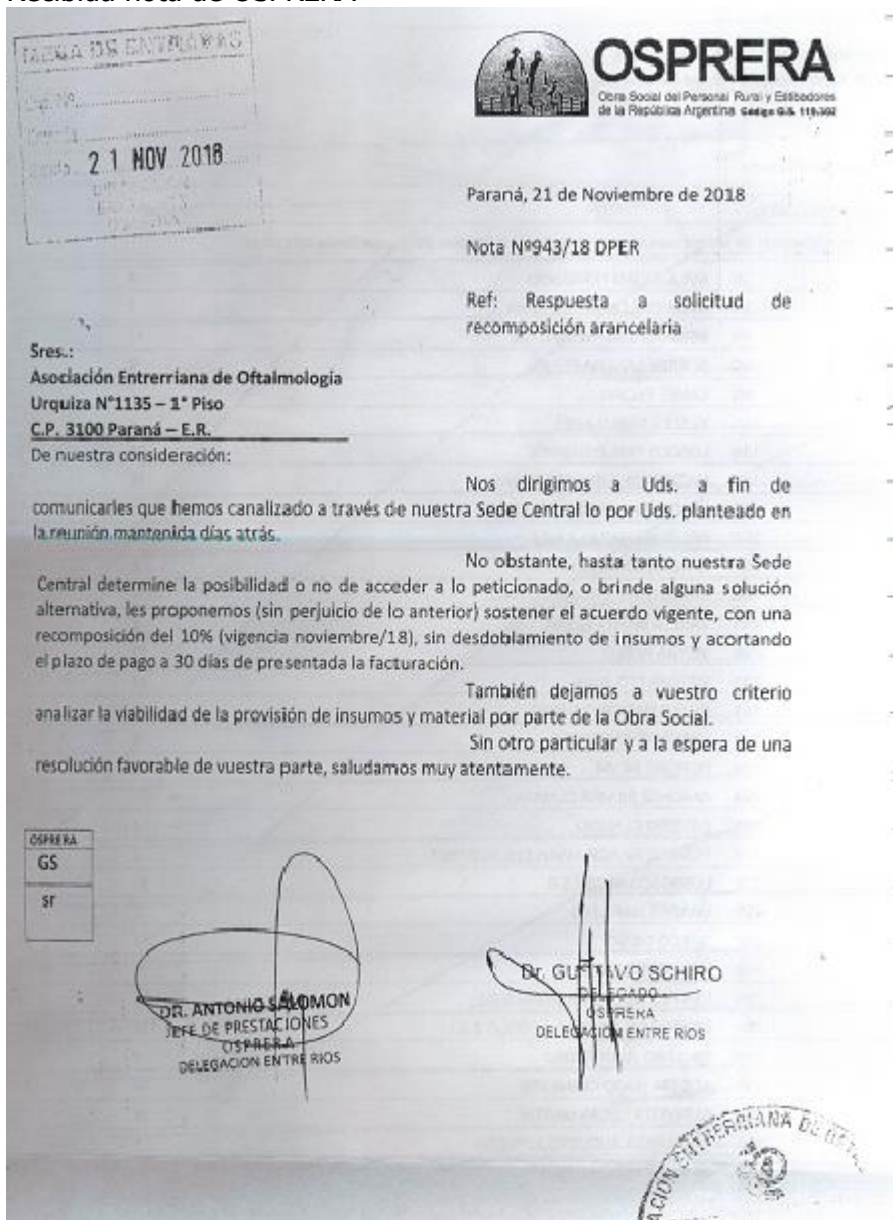 Recibida nota de OSPRERA
MESA DE ENTRADAS
21 NOV 2018
OSPRERA
Obra Social del Personal Rural y Estibadores
de la República Argentina Código O.S. 119.302
Paraná, 21 de Noviembre de 2018
Nota Nº943/18 DPER
Ref: Respuesta a solicitud de
recomposición arancelaria
Sres.:
Asociación Entrerriana de Oftalmología
Urquiza N°1135 – 1° Piso
C.P. 3100 Paraná – E.R.
De nuestra consideración:
Nos dirigimos a Uds. a fin de
comunicarles que hemos canalizado a través de nuestra Sede Central lo por Uds. planteado en
la reunión mantenida días atrás.
No obstante, hasta tanto nuestra Sede
Central determine la posibilidad o no de acceder a lo peticionado, o brinde alguna solución
alternativa, les proponemos (sin perjuicio de lo anterior) sostener el acuerdo vigente, con una
recomposición del 10% (vigencia noviembre/18), sin desdoblamiento de insumos y acortando
el plazo de pago a 30 días de presentada la facturación.
También dejamos a vuestro criterio
analizar la viabilidad de la provisión de insumos y material por parte de la Obra Social.
Sin otro particular y a la espera de una
resolución favorable de vuestra parte, saludamos muy atentamente.
OSPRERA
GS
sr
DR. ANTONIO SALOMON
JEFE DE PRESTACIONES
OSPRERA
DELEGACION ENTRE RIOS
Dr. GUSTAVO SCHIRO
DELEGADO
OSPRERA
DELEGACION ENTRE RIOS
ENTRERRIANA DE